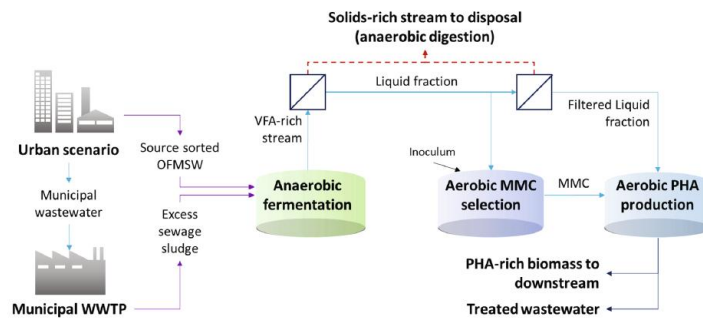 Solids-rich stream to disposal
(anaerobic digestion)
Liquid fraction
VFA-rich
stream
Filtered Liquid
fraction
Urban scenario
Source sorted
OFMSW
Inoculum
Municipal
wastewater
Anaerobic
fermentation
Aerobic MMC
selection
MMC
Aerobic PHA
production
Excess
sewage
sludge
PHA-rich biomass to
downstream
Municipal WWTP
Treated wastewater